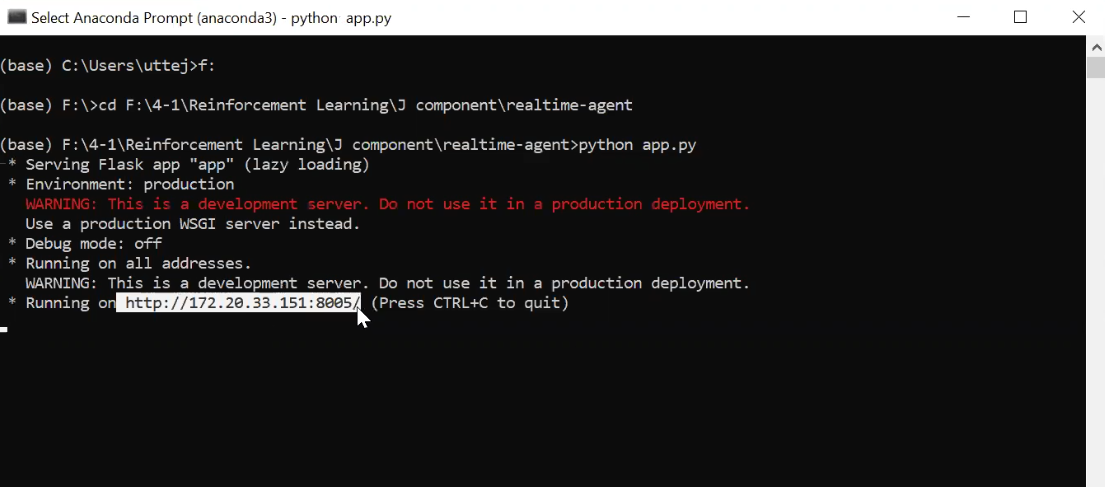 Select Anaconda Prompt (anaconda3) - python  app.py
(base) C:\Users\uttej>f:
(base) F:\>cd F:\4-1\Reinforcement Learning\J component\realtime-agent
(base) F:\4-1\Reinforcement Learning\J component\realtime-agent>python app.py
* Serving Flask app "app" (lazy loading)
* Environment: production
WARNING: This is a development server. Do not use it in a production deployment.
Use a production WSGI server instead.
* Debug mode: off
* Running on all addresses.
WARNING: This is a development server. Do not use it in a production deployment.
* Running on http://172.20.33.151:8005/ (Press CTRL+C to quit)